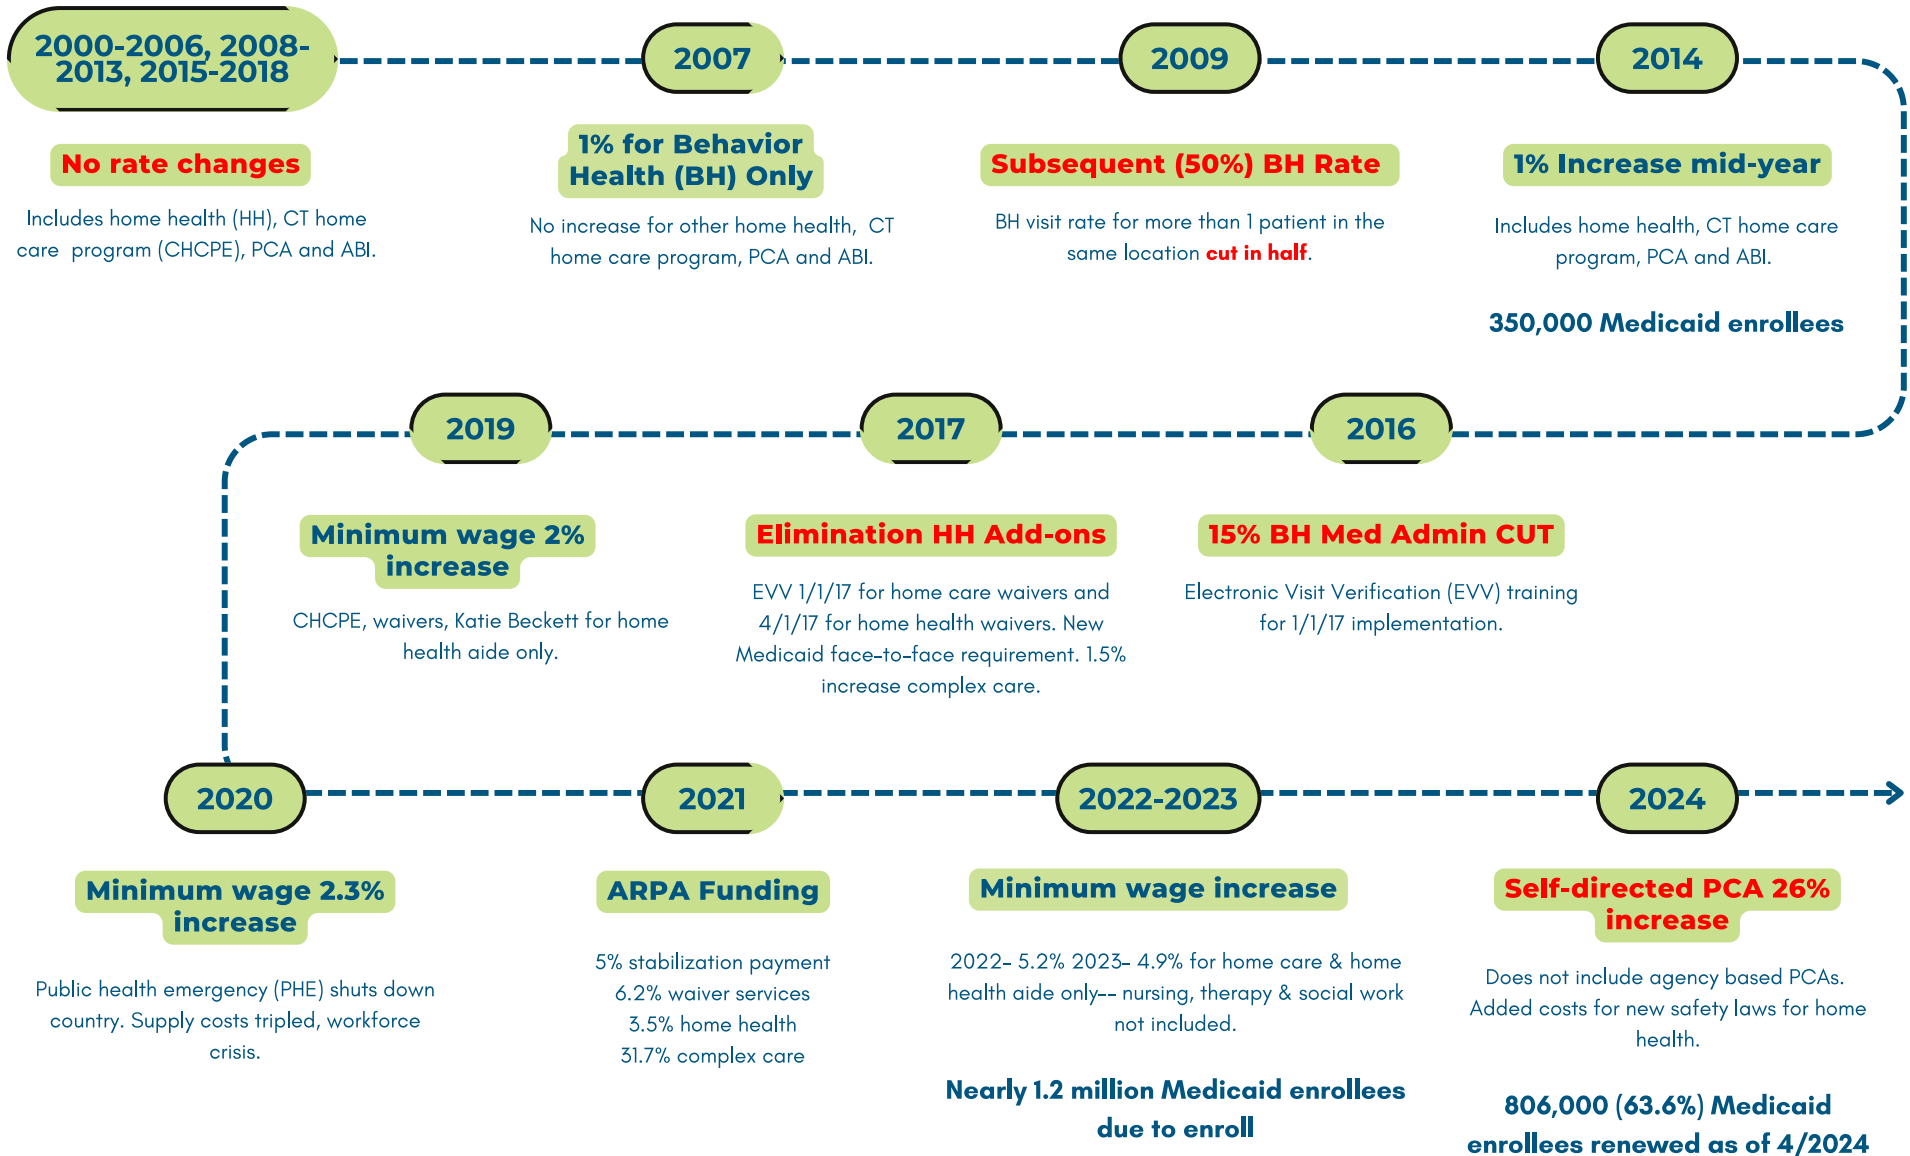 2000-2006, 2008-
2013, 2015-2018
No rate changes
Includes home health (HH), CT home
care program (CHCPE), PCA and ABI.
2007
1% for Behavior
Health (BH) Only
No increase for other home health, CT
home care program, PCA and ABI.
2009
Subsequent (50%) BH Rate
BH visit rate for more than 1 patient in the
same location cut in half.
2014
1% Increase mid-year
Includes home health, CT home care
program, PCA and ABI.
350,000 Medicaid enrollees
2016
15% BH Med Admin CUT
Electronic Visit Verification (EVV) training
for 1/1/17 implementation.
2017
Elimination HH Add-ons
EVV 1/1/17 for home care waivers and
4/1/17 for home health waivers. New
Medicaid face-to-face requirement. 1.5%
increase complex care.
2019
Minimum wage 2%
increase
CHCPE, waivers, Katie Beckett for home
health aide only.
2020
Minimum wage 2.3%
increase
Public health emergency (PHE) shuts down
country. Supply costs tripled, workforce
crisis.
2021
ARPA Funding
5% stabilization payment
6.2% waiver services
3.5% home health
31.7% complex care
2022-2023
Minimum wage increase
2022- 5.2% 2023- 4.9% for home care & home
health aide only-- nursing, therapy & social work
not included.
Nearly 1.2 million Medicaid enrollees
due to enroll
2024
Self-directed PCA 26%
increase
Does not include agency based PCAs.
Added costs for new safety laws for home
health.
806,000 (63.6%) Medicaid
enrollees renewed as of 4/2024